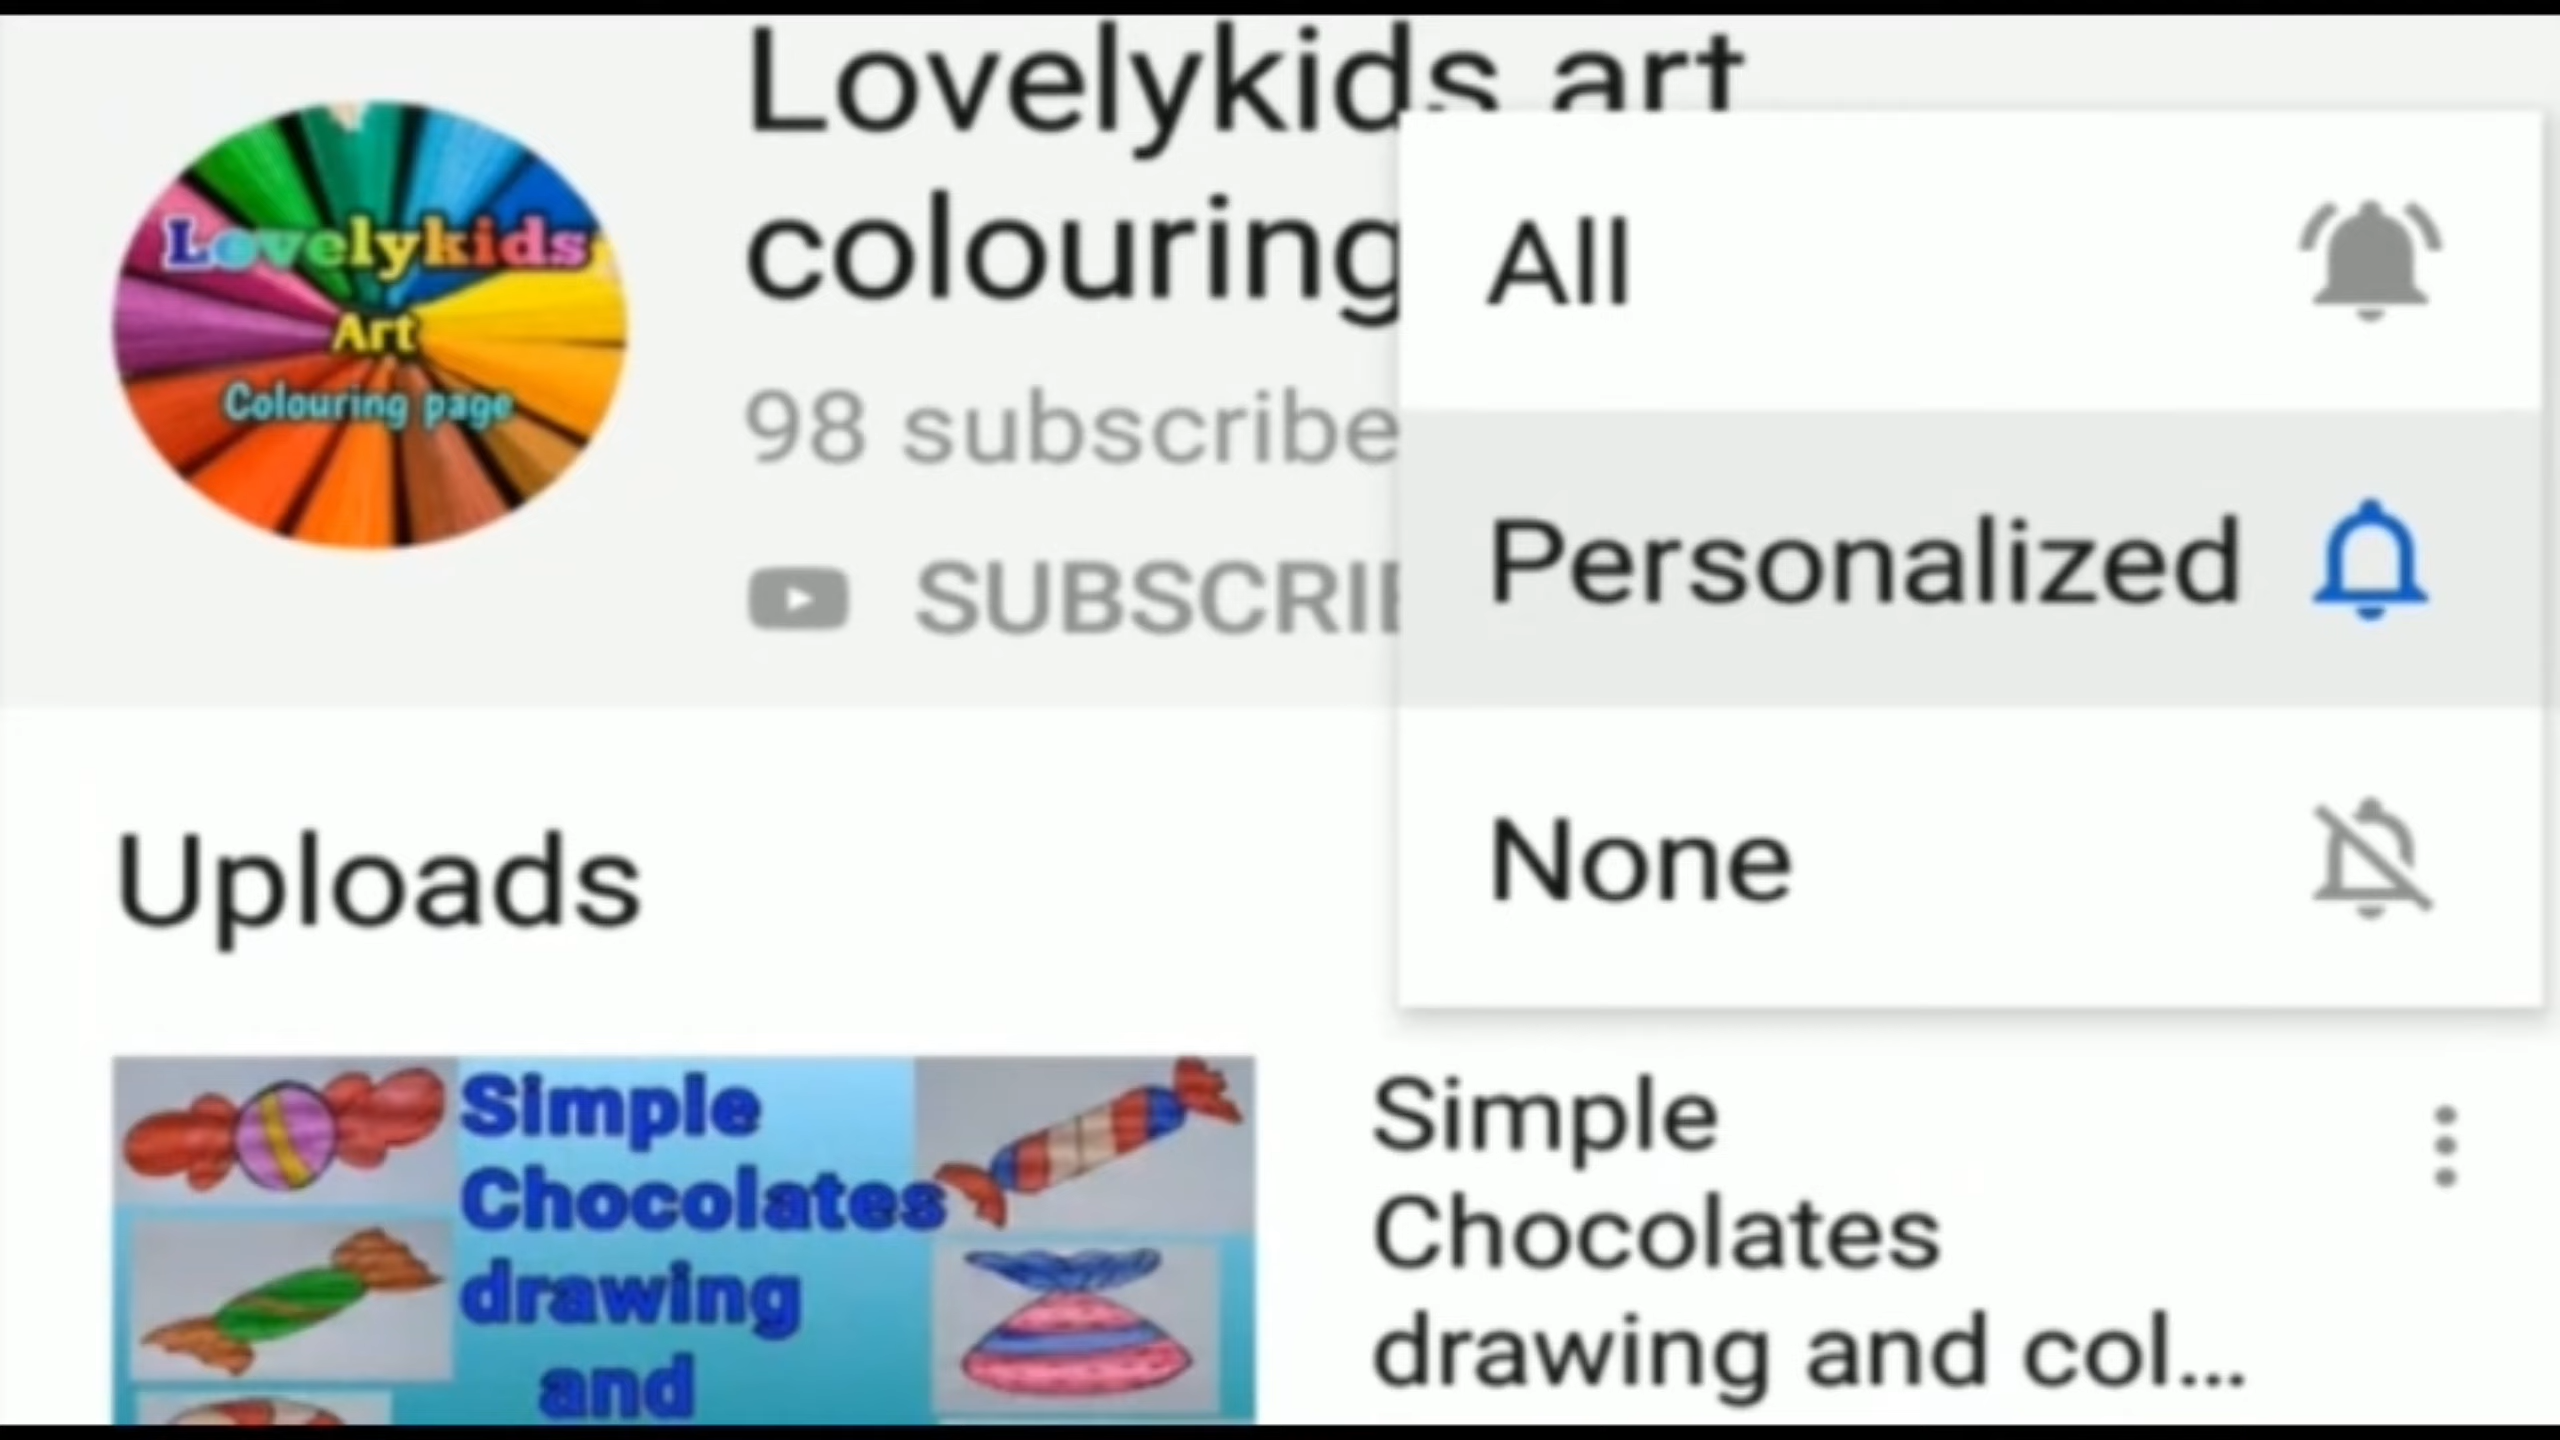 Lovelykids art
colouring
98 subscribe
SUBSCRIB
Lovelykids
Art
Colouring page
All
Personalized
None
Uploads
Simple
Chocolates
drawing
and
Simple
Chocolates
drawing and col...